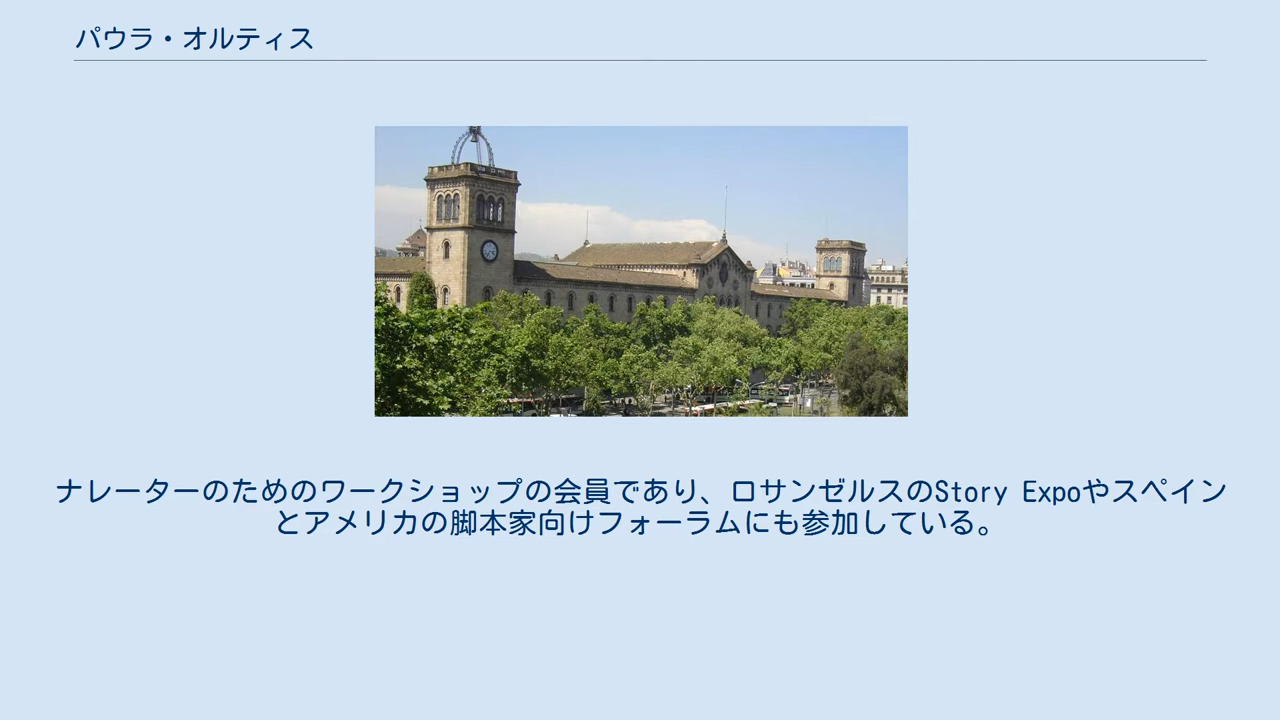 パウラ・オルティス
ナレーターのためのワークショップの会員であり、ロサンゼルスのStory Expoやスペイン
とアメリカの脚本家向けフォーラムにも参加している。